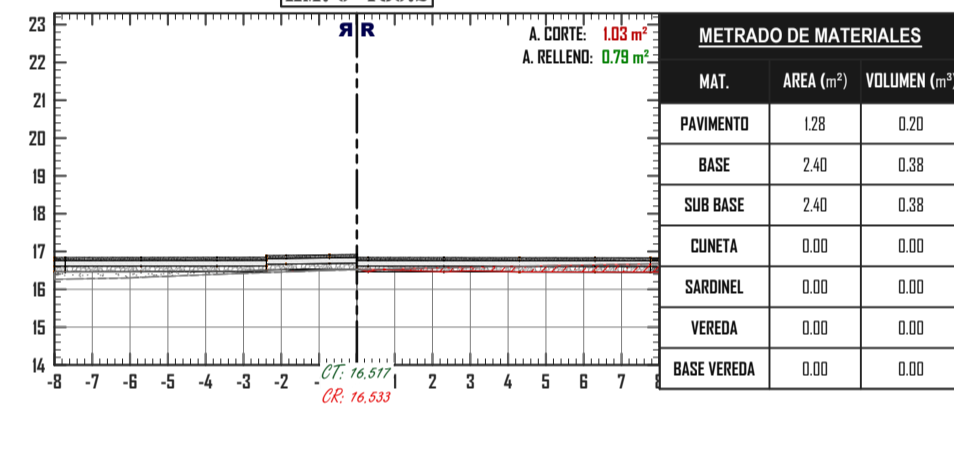 23
ЯR
A. CORTE: 1.03 m²
A. RELLENO: 0.79 m²
22
21
20
19
18
17
16
15
14
-8 -7 -6 -5 -4 -3 -2 - 1 2 3 4 5 6 7
CT: 16,517
CR: 16,533
METRADO DE MATERIALES
MAT. AREA (m²) VOLUMEN (m³)
PAVIMENTO 1.28 0.20
BASE 2.40 0.38
SUB BASE 2.40 0.38
CUNETA 0.00 0.00
SARDINEL 0.00 0.00
VEREDA 0.00 0.00
BASE VEREDA 0.00 0.00